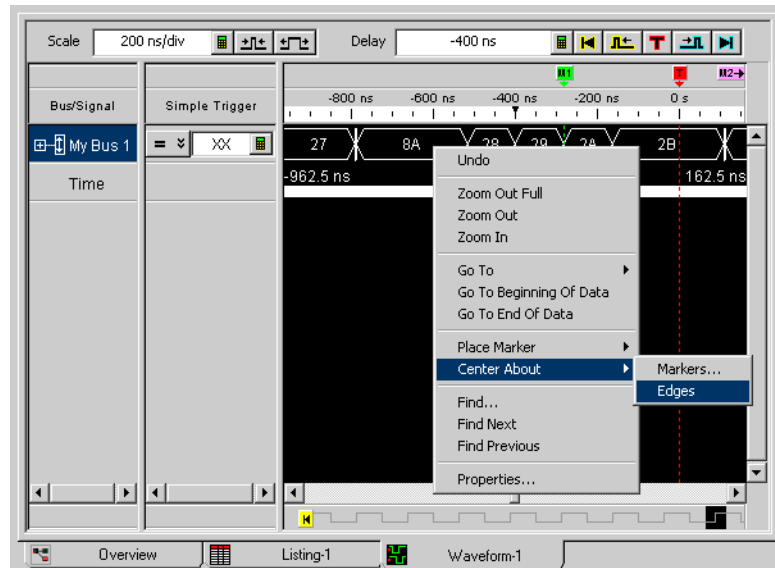 Scale 200 ns/div Delay -400 ns T
M1 T M2
Bus/Signal Simple Trigger -800 ns -600 ns -400 ns -200 ns 0 s
My Bus 1 = XX 27 8A 28 29 2A 2B
Time -962.5 ns 162.5 ns
Undo
Zoom Out Full
Zoom Out
Zoom In
Go To
Go To Beginning Of Data
Go To End Of Data
Place Marker
Center About
Markers...
Edges
Find...
Find Next
Find Previous
Properties...
Overview Listing-1 Waveform-1